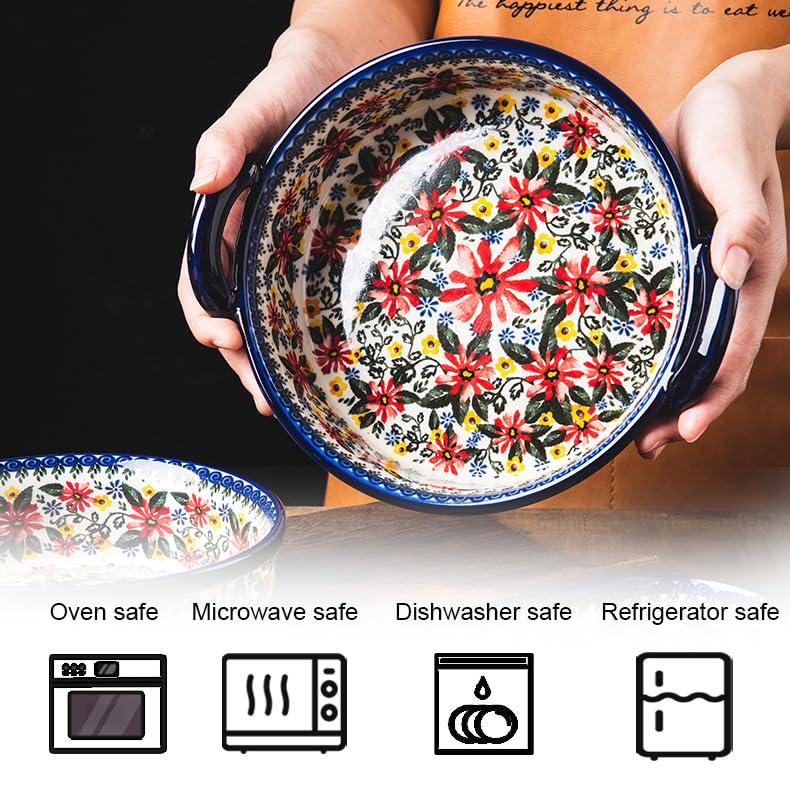 The happiest thing is to eat
Oven safe Microwave safe Dishwasher safe Refrigerator safe